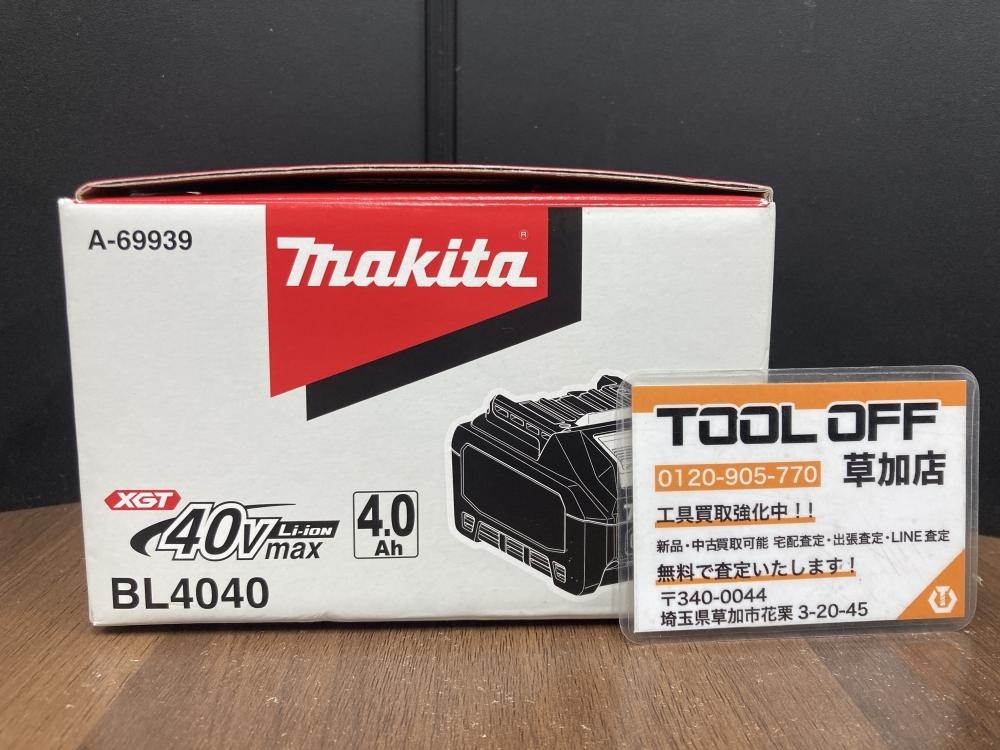 A-69939
makita®
XGT
40Vmax Li-ion
4.0
Ah
BL4040
TOOL OFF
0120-905-770 草加店
工具買取強化中!!
新品・中古買取可能 宅配査定・出張査定・LINE査定
無料で査定いたします!
〒340-0044
埼玉県草加市花栗 3-20-45